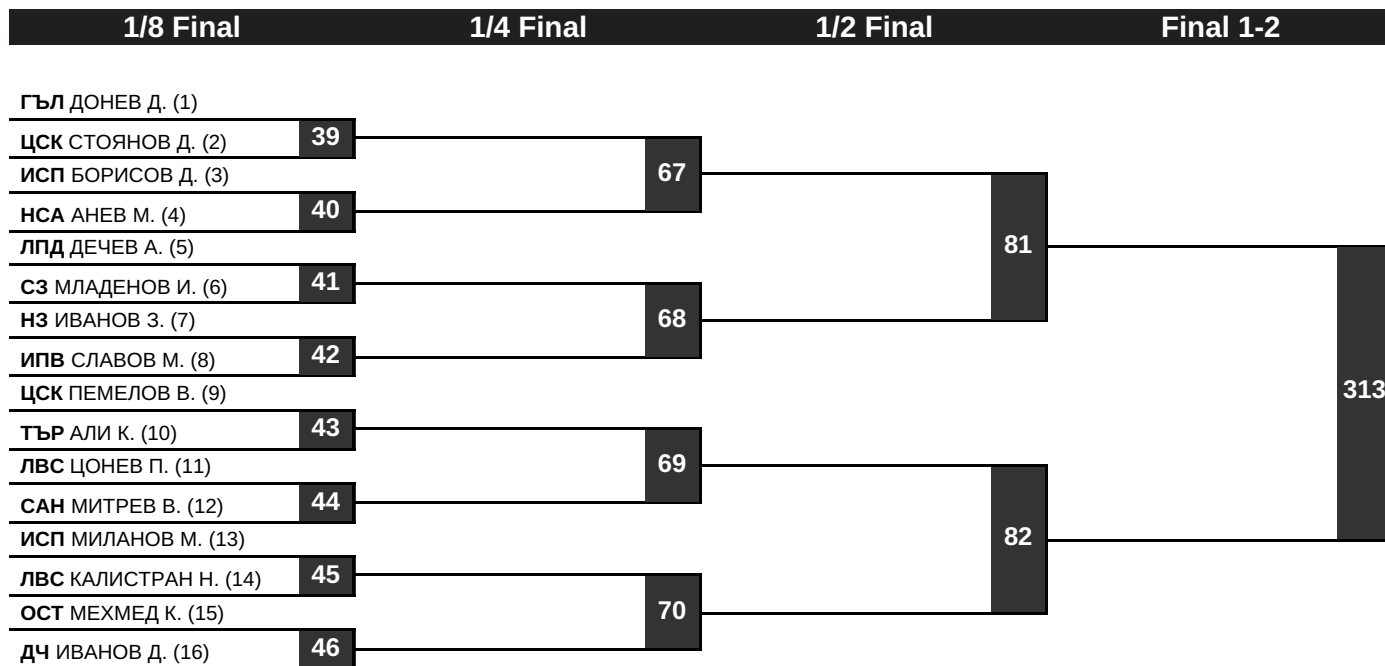 1/8 Final 1/4 Final 1/2 Final Final 1-2
ГЪЛ ДОНЕВ Д. (1)
39
ЦСК СТОЯНОВ Д. (2)
67
ИСП БОРИСОВ Д. (3)
40
НСА АНЕВ М. (4)
81
ЛПД ДЕЧЕВ А. (5)
41
СЗ МЛАДЕНОВ И. (6)
68
НЗ ИВАНОВ З. (7)
42
ИПВ СЛАВОВ М. (8)
313
ЦСК ПЕМЕЛОВ В. (9)
43
ТЪР АЛИ К. (10)
69
ЛВС ЦОНЕВ П. (11)
44
САН МИТРЕВ В. (12)
82
ИСП МИЛАНОВ М. (13)
45
ЛВС КАЛИСТРАН Н. (14)
70
ОСТ МЕХМЕД К. (15)
46
ДЧ ИВАНОВ Д. (16)